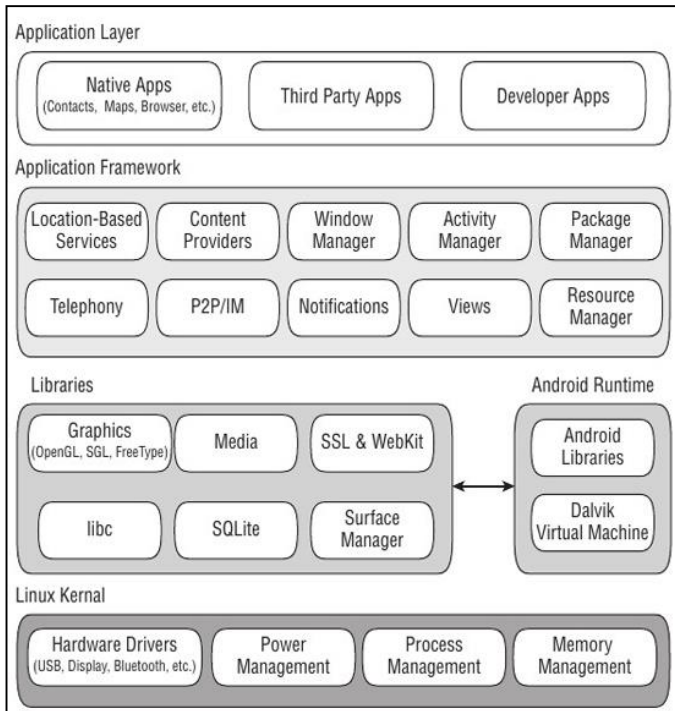 Application Layer
Native Apps
(Contacts, Maps, Browser, etc.)
Third Party Apps
Developer Apps
Application Framework
Location-Based
Services
Content
Providers
Window
Manager
Activity
Manager
Package
Manager
Telephony
P2P/IM
Notifications
Views
Resource
Manager
Libraries
Graphics
(OpenGL, SGL, FreeType)
Media
SSL & WebKit
libc
SQLite
Surface
Manager
Android Runtime
Android
Libraries
Dalvik
Virtual Machine
Linux Kernal
Hardware Drivers
(USB, Display, Bluetooth, etc.)
Power
Management
Process
Management
Memory
Management